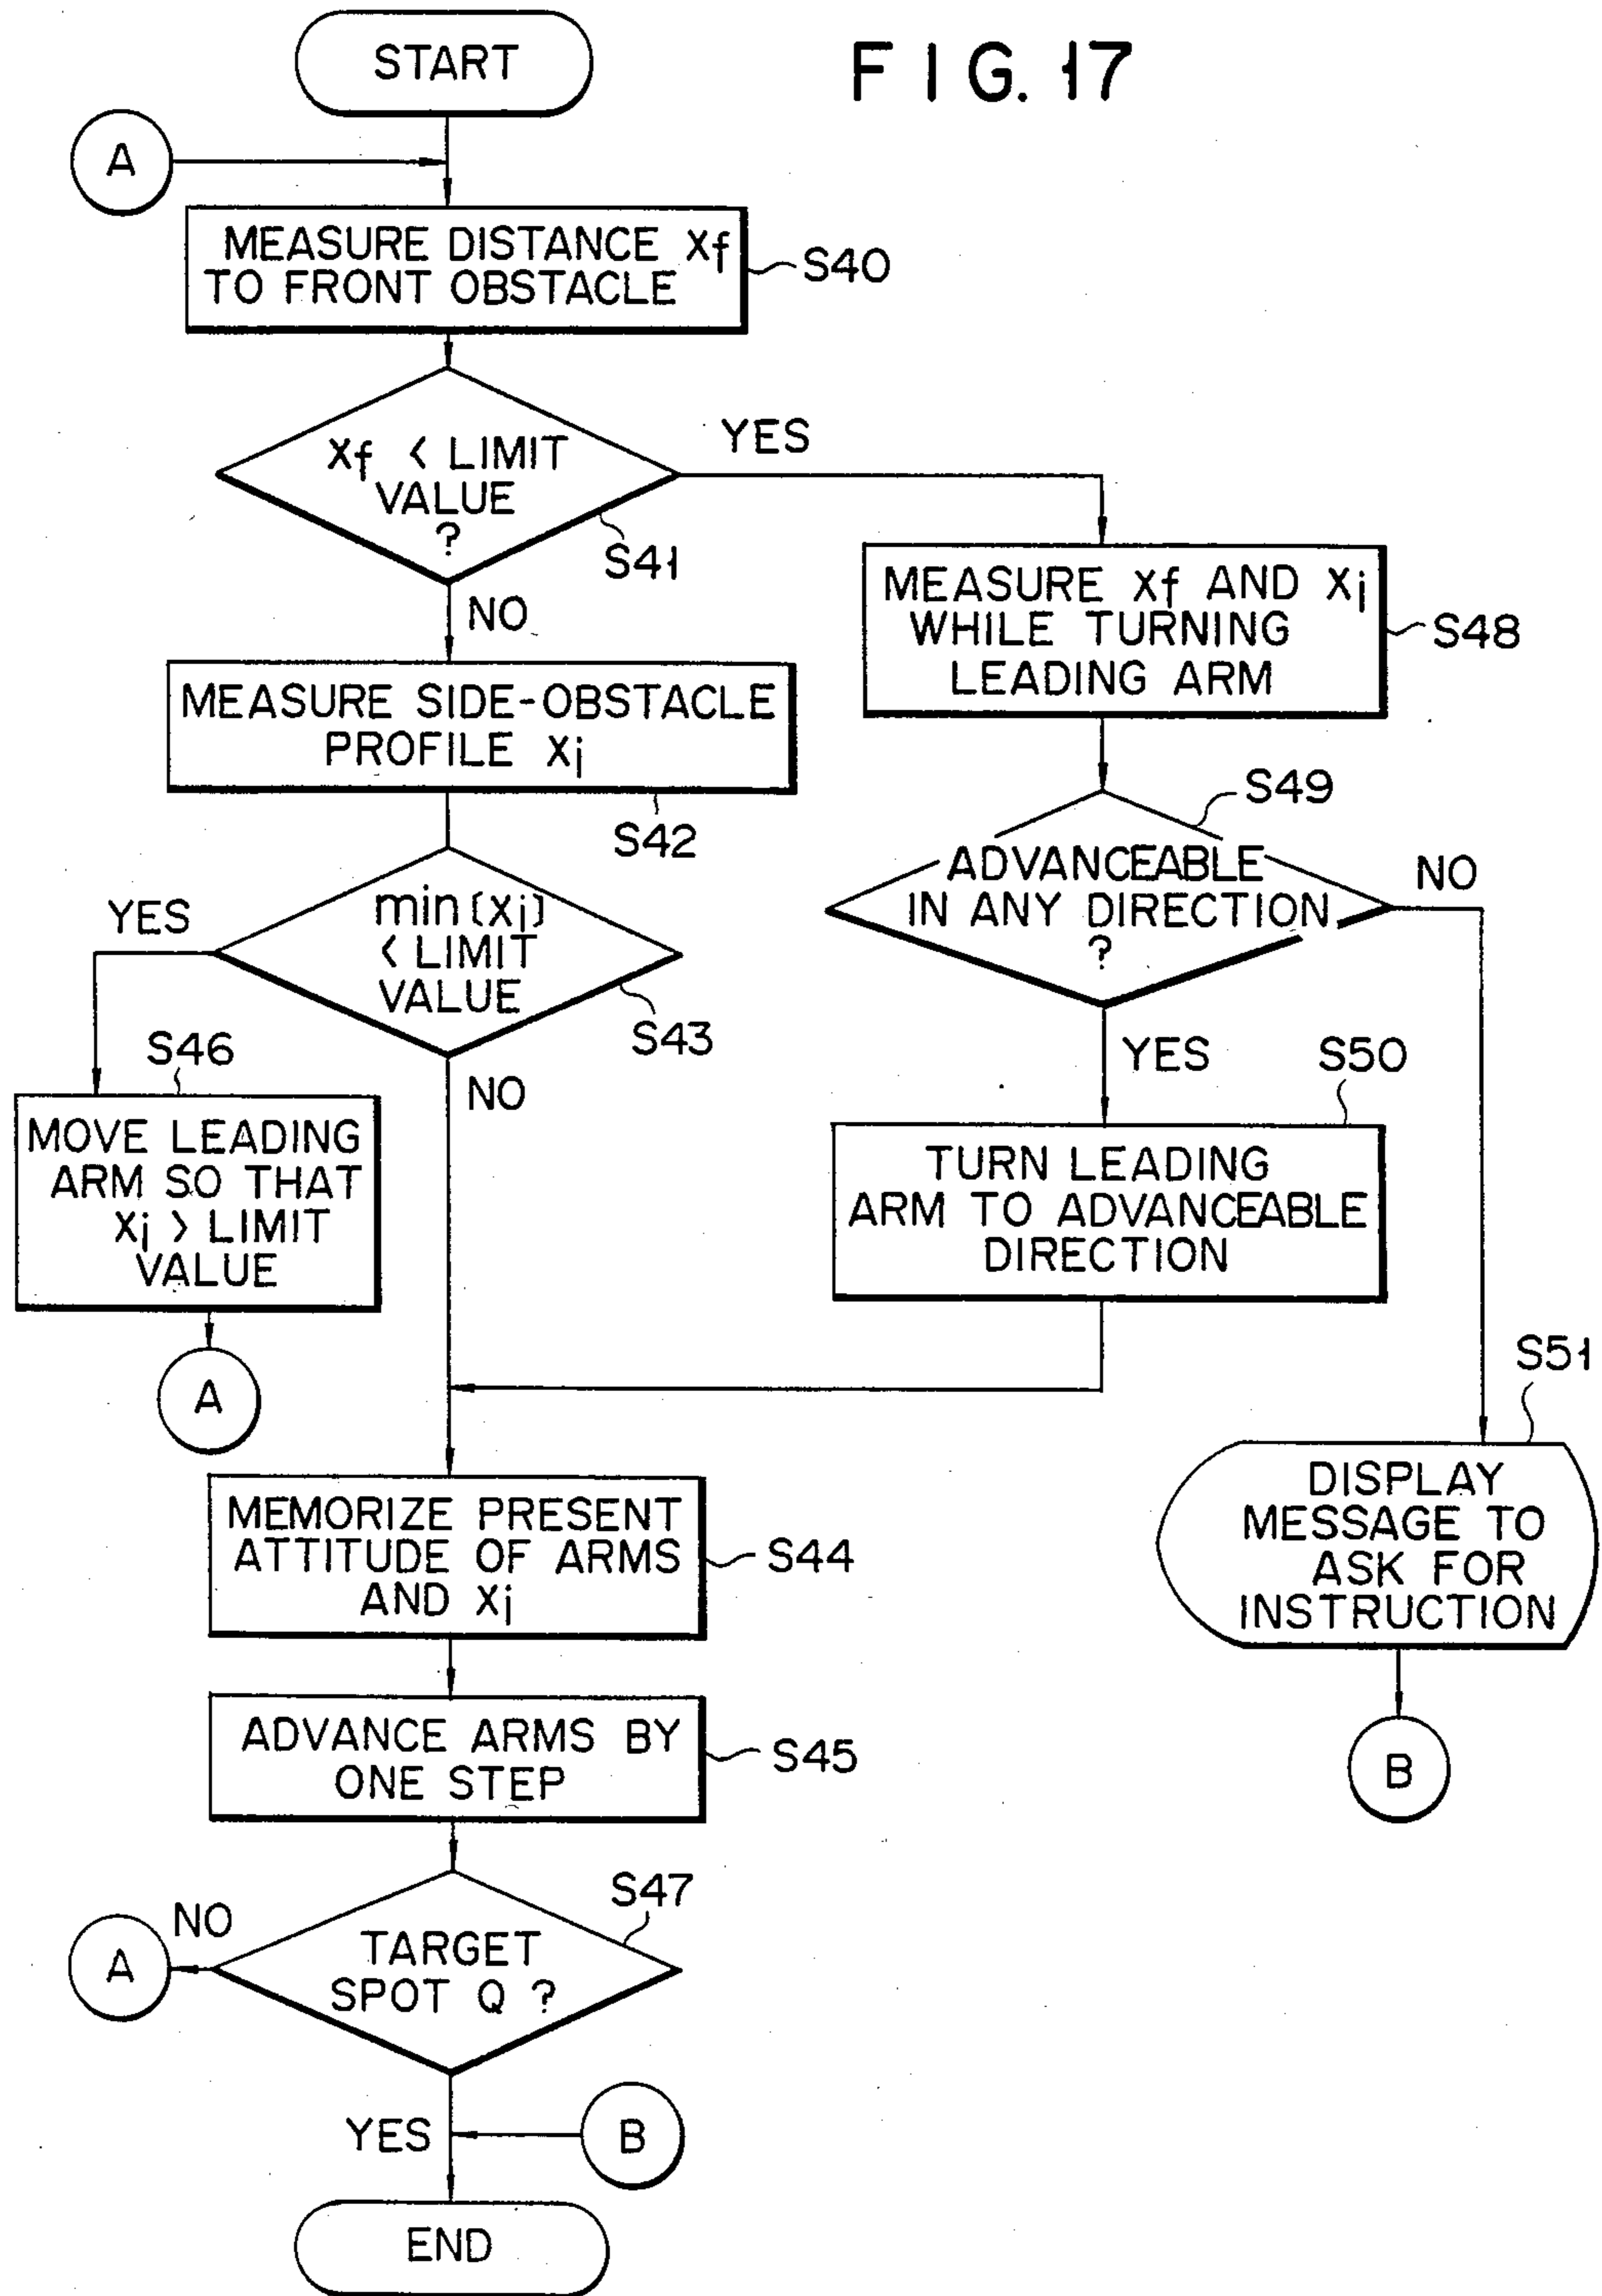 START
FIG. 17
A
MEASURE DISTANCE Xf
TO FRONT OBSTACLE
S40
Xf < LIMIT
VALUE
?
YES
S41
NO
MEASURE Xf AND Xi
WHILE TURNING
LEADING ARM
S48
MEASURE SIDE-OBSTACLE
PROFILE Xi
S42
S49
ADVANCEABLE
IN ANY DIRECTION
?
NO
YES
min(Xi)
< LIMIT
VALUE
S43
S46
NO
YES
S50
MOVE LEADING
ARM SO THAT
Xi > LIMIT
VALUE
TURN LEADING
ARM TO ADVANCEABLE
DIRECTION
A
S51
MEMORIZE PRESENT
ATTITUDE OF ARMS
AND Xi
S44
DISPLAY
MESSAGE TO
ASK FOR
INSTRUCTION
ADVANCE ARMS BY
ONE STEP
S45
B
S47
NO
A
TARGET
SPOT Q ?
YES
B
END